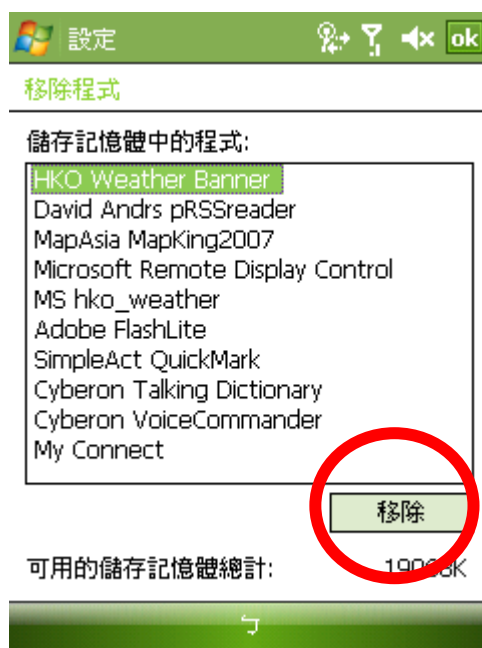 設定
ok
移除程式
儲存記憶體中的程式:
HKO Weather Banner
David Andrs pRSSreader
MapAsia MapKing2007
Microsoft Remote Display Control
MS hko_weather
Adobe FlashLite
SimpleAct QuickMark
Cyberon Talking Dictionary
Cyberon VoiceCommander
My Connect
移除
可用的儲存記憶體總計: